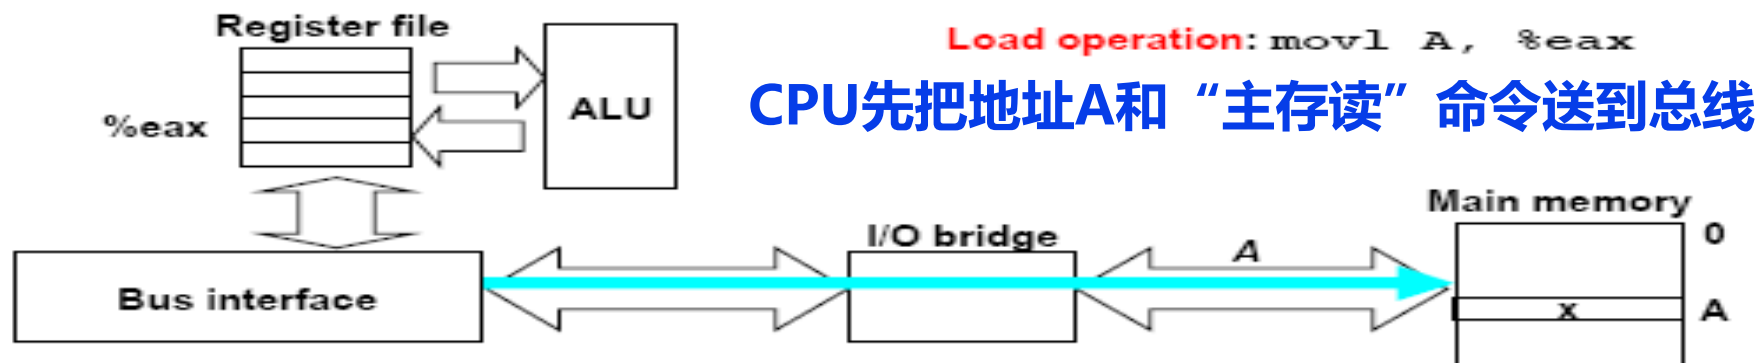 Register file
Load operation: movl A, %eax
CPU先把地址A和“主存读”命令送到总线
ALU
%eax
Main memory
I/O bridge
A
0
Bus interface
x
A